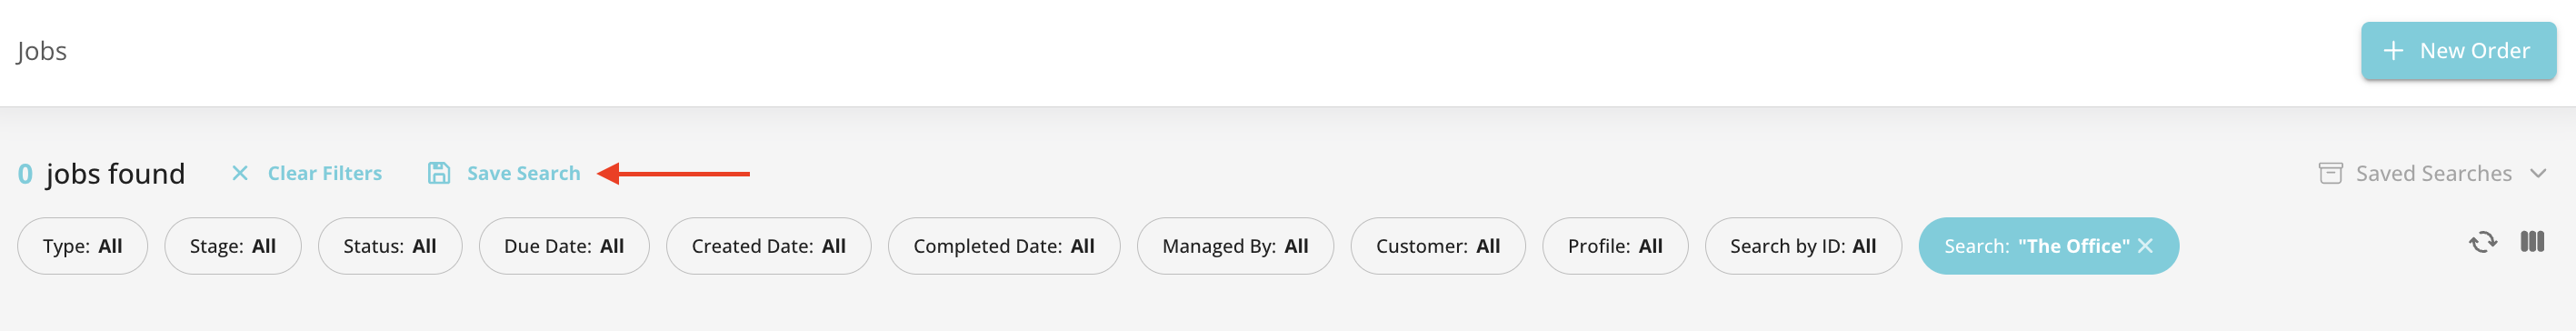 Jobs
New Order
0 jobs found Clear Filters Save Search Saved Searches
Type: All Stage: All Status: All Due Date: All Created Date: All Completed Date: All Managed By: All Customer: All Profile: All Search by ID: All Search: "The Office"